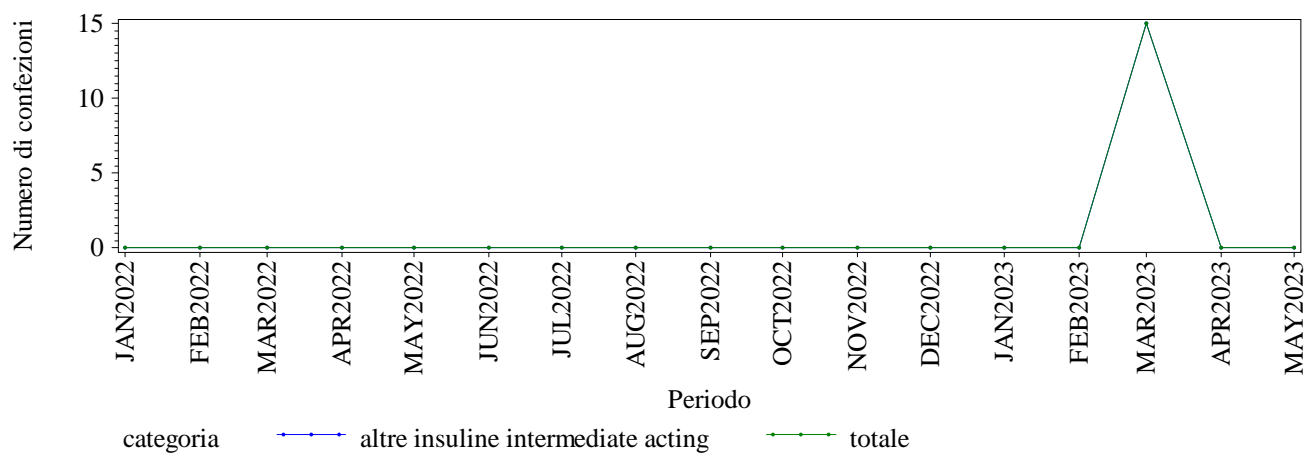 Numero di confezioni
15
10
5
0
JAN2022
FEB2022
MAR2022
APR2022
MAY2022
JUN2022
JUL2022
AUG2022
SEP2022
OCT2022
NOV2022
DEC2022
JAN2023
FEB2023
MAR2023
APR2023
MAY2023
Periodo
categoria altre insuline intermediate acting totale